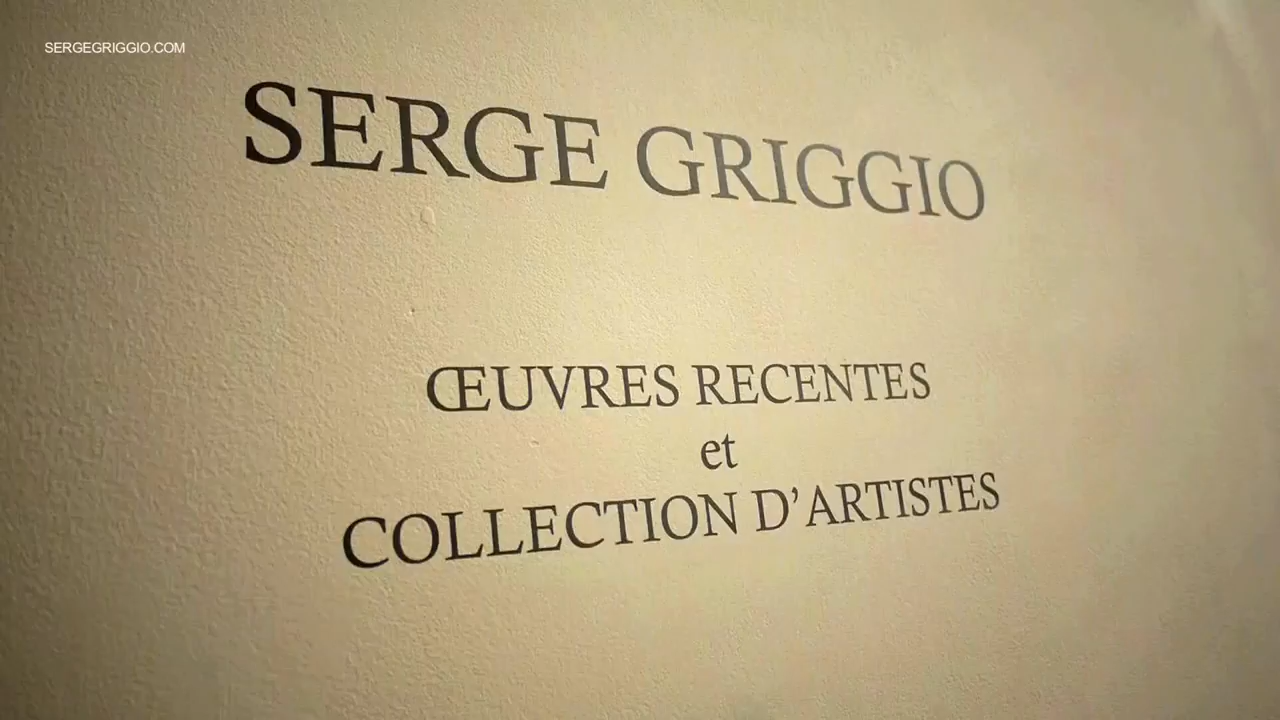 SERGEGRIGGIO.COM
SERGE GRIGGIO
ŒUVRES RECENTES
et
COLLECTION D’ARTISTES